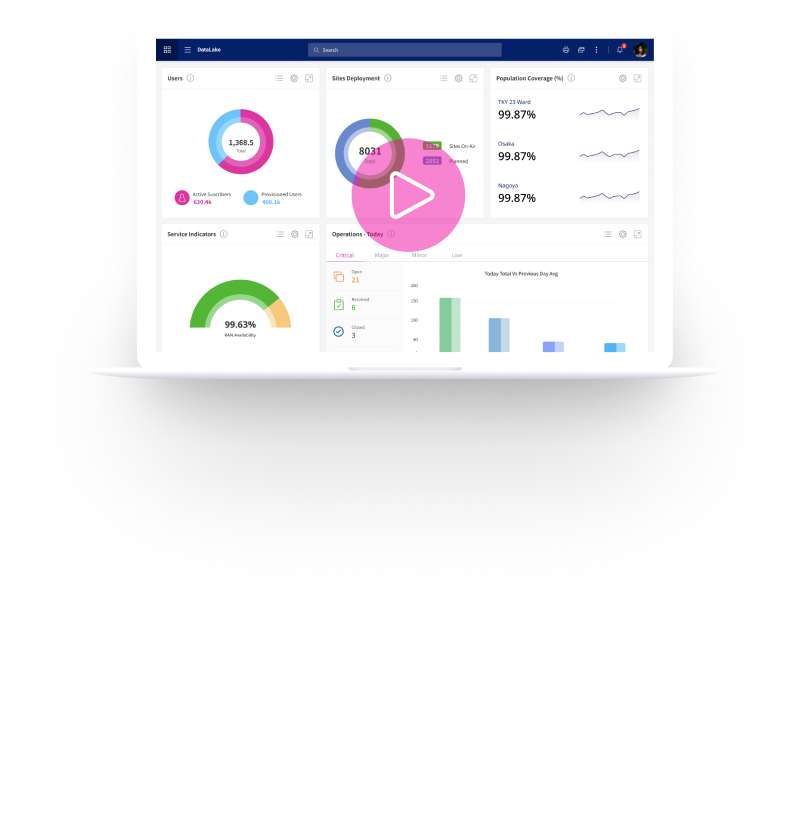 DataLake
Search
Users
1,368.5
Total
Active Suscribers
630.4k
Provisioned Users
400.1k
Sites Deployment
8031
Total
Sites On-Air
Planned
Population Coverage (%)
TKY 23 Ward
99.87%
Osaka
99.87%
Nagoya
99.87%
Service Indicators
99.63%
RAN Availability
Operations - Today
Critical
Major
Minor
Low
Open
21
Resolved
6
Closed
3
Today Total Vs Previous Day Avg
200
150
100
50